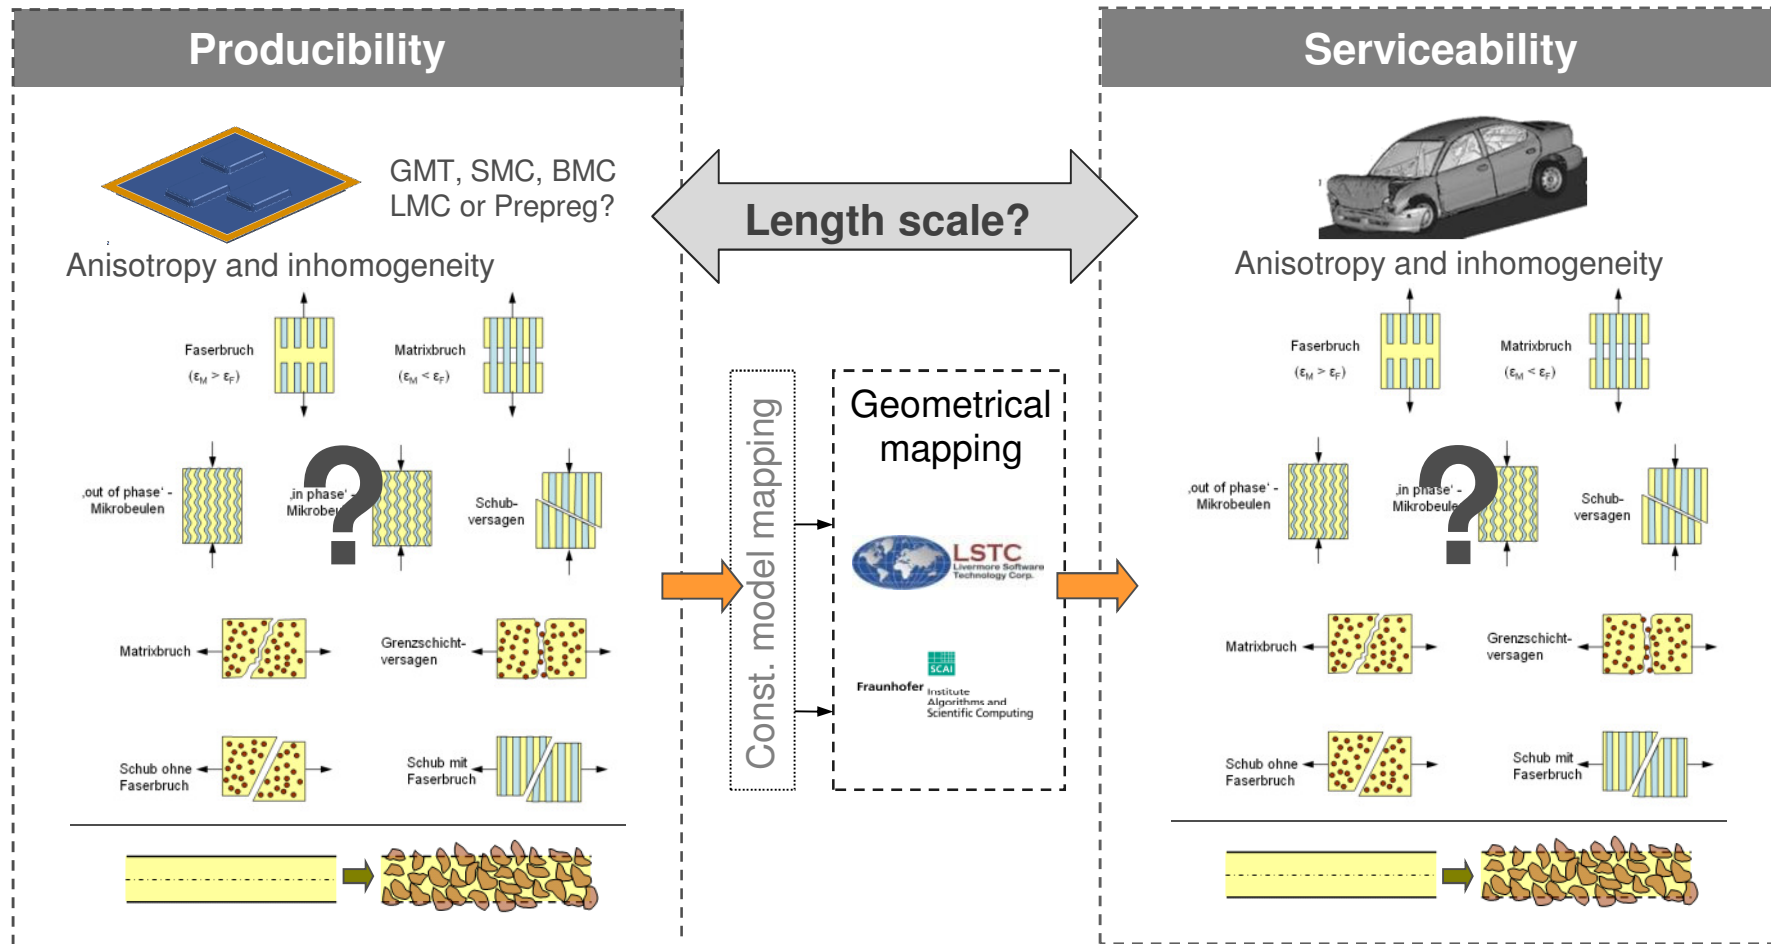 Producibility
GMT, SMC, BMC
LMC or Prepreg?
Anisotropy and inhomogeneity
Faserbruch
(εM > εF)
Matrixbruch
(εM < εF)
‚out of phase‘ -
Mikrobeulen
‚in phase‘ -
?
Schub-
versagen
Matrixbruch
Grenzschicht-
versagen
Schub ohne
Faserbruch
Schub mit
Faserbruch
Length scale?
Const. model mapping
Geometrical
mapping
LSTC
Livermore Software
Technology Corp.
SCAI
Fraunhofer
Institute
Algorithms and
Scientific Computing
Serviceability
Anisotropy and inhomogeneity
Faserbruch
(εM > εF)
Matrixbruch
(εM < εF)
‚out of phase‘ -
Mikrobeulen
‚in phase‘ -
?
Schub-
versagen
Matrixbruch
Grenzschicht-
versagen
Schub ohne
Faserbruch
Schub mit
Faserbruch